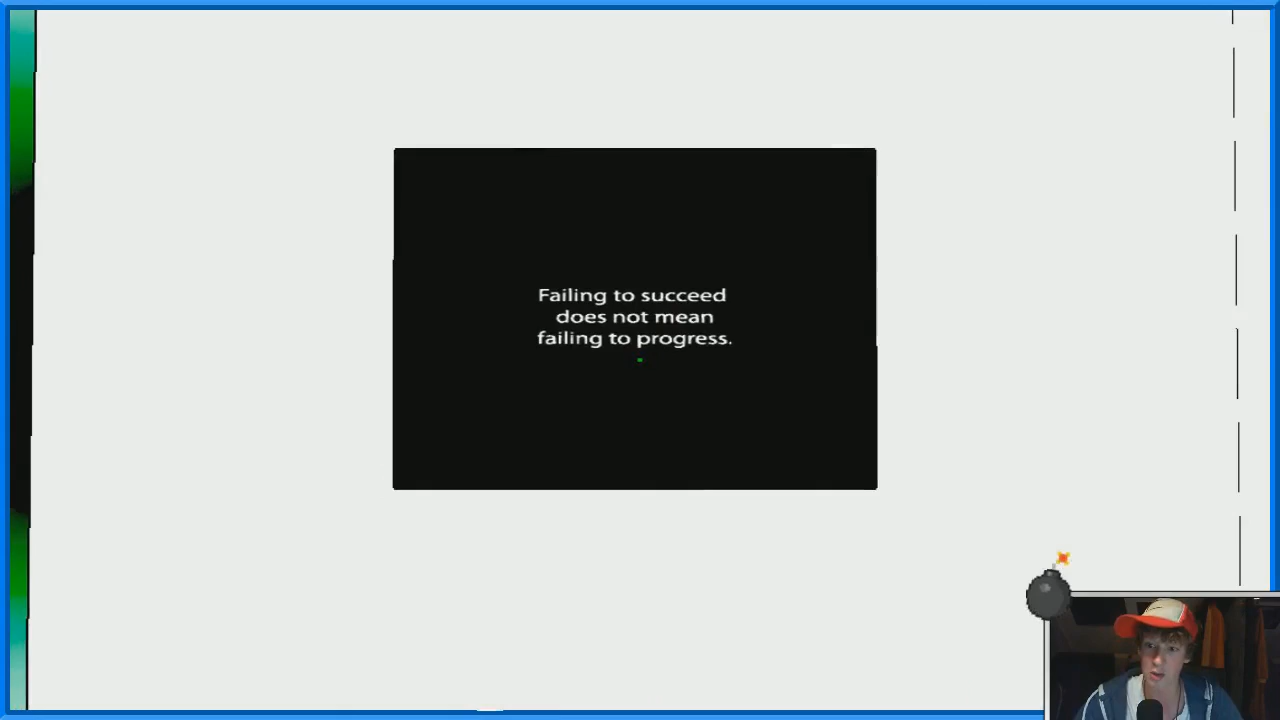 Failing to succeed
does not mean
failing to progress.